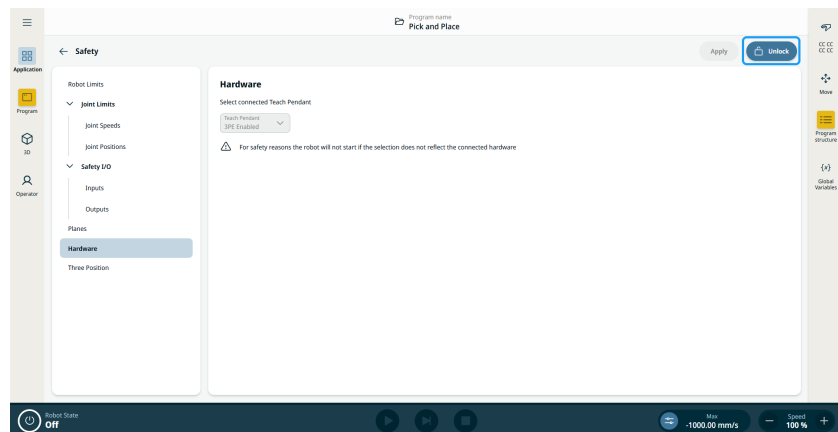 Program name
Pick and Place
Safety
Apply
Unlock
CC CC
CC CC
Application
Program
3D
Operator
Robot Limits
Joint Limits
Joint Speeds
Joint Positions
Safety I/O
Inputs
Outputs
Planes
Hardware
Three Position
Hardware
Select connected Teach Pendant
Teach Pendant
3PE Enabled
For safety reasons the robot will not start if the selection does not reflect the connected hardware
Move
Program
structure
{x}
Global
Variables
Robot State
Off
Max
-1000.00 mm/s
Speed
100 %